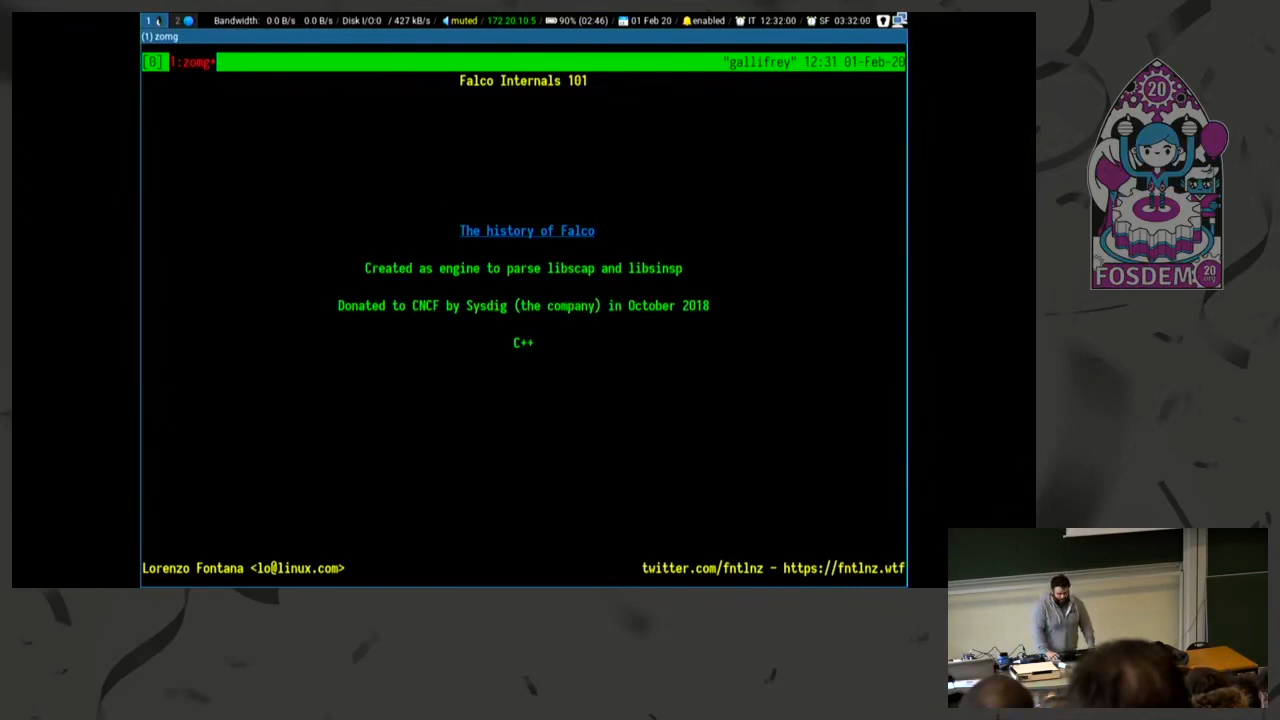 1 2 Bandwidth: 0.0 B/s 0.0 B/s / Disk I/O:0 / 427 kB/s / muted / 172.20.10.5 / 90% (02:46) / 01 Feb 20 / enabled / IT 12:32:00 / SF 03:32:00
(1) zomg
[0] 1:zomg* "gallifrey" 12:31 01-Feb-20
Falco Internals 101
The history of Falco
Created as engine to parse libscap and libsinsp
Donated to CNCF by Sysdig (the company) in October 2018
C++
Lorenzo Fontana <lo@linux.com> twitter.com/fntlnz - https://fntlnz.wtf
20
FOSDEM 20 .org